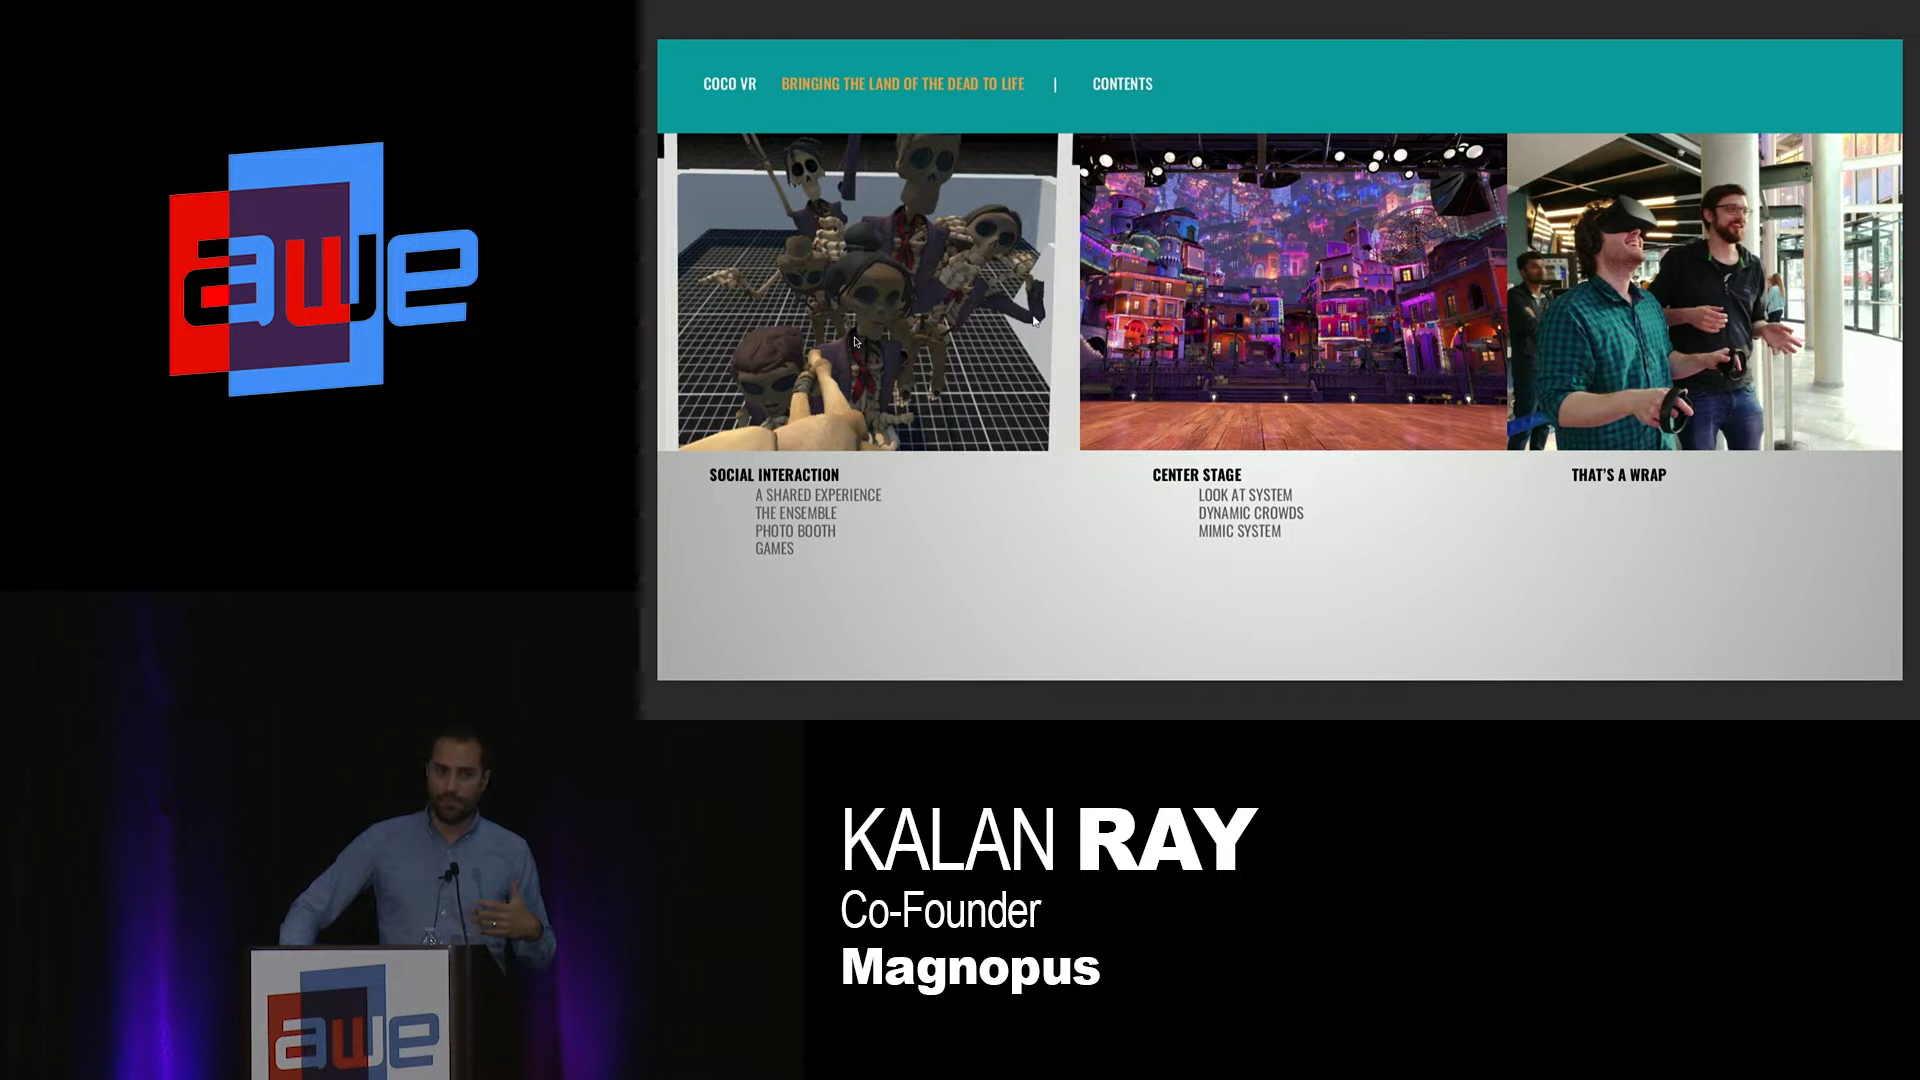 awe
COCO VR BRINGING THE LAND OF THE DEAD TO LIFE | CONTENTS
SOCIAL INTERACTION
A SHARED EXPERIENCE
THE ENSEMBLE
PHOTO BOOTH
GAMES
CENTER STAGE
LOOK AT SYSTEM
DYNAMIC CROWDS
MIMIC SYSTEM
THAT'S A WRAP
KALAN RAY
Co-Founder
Magnopus
awe